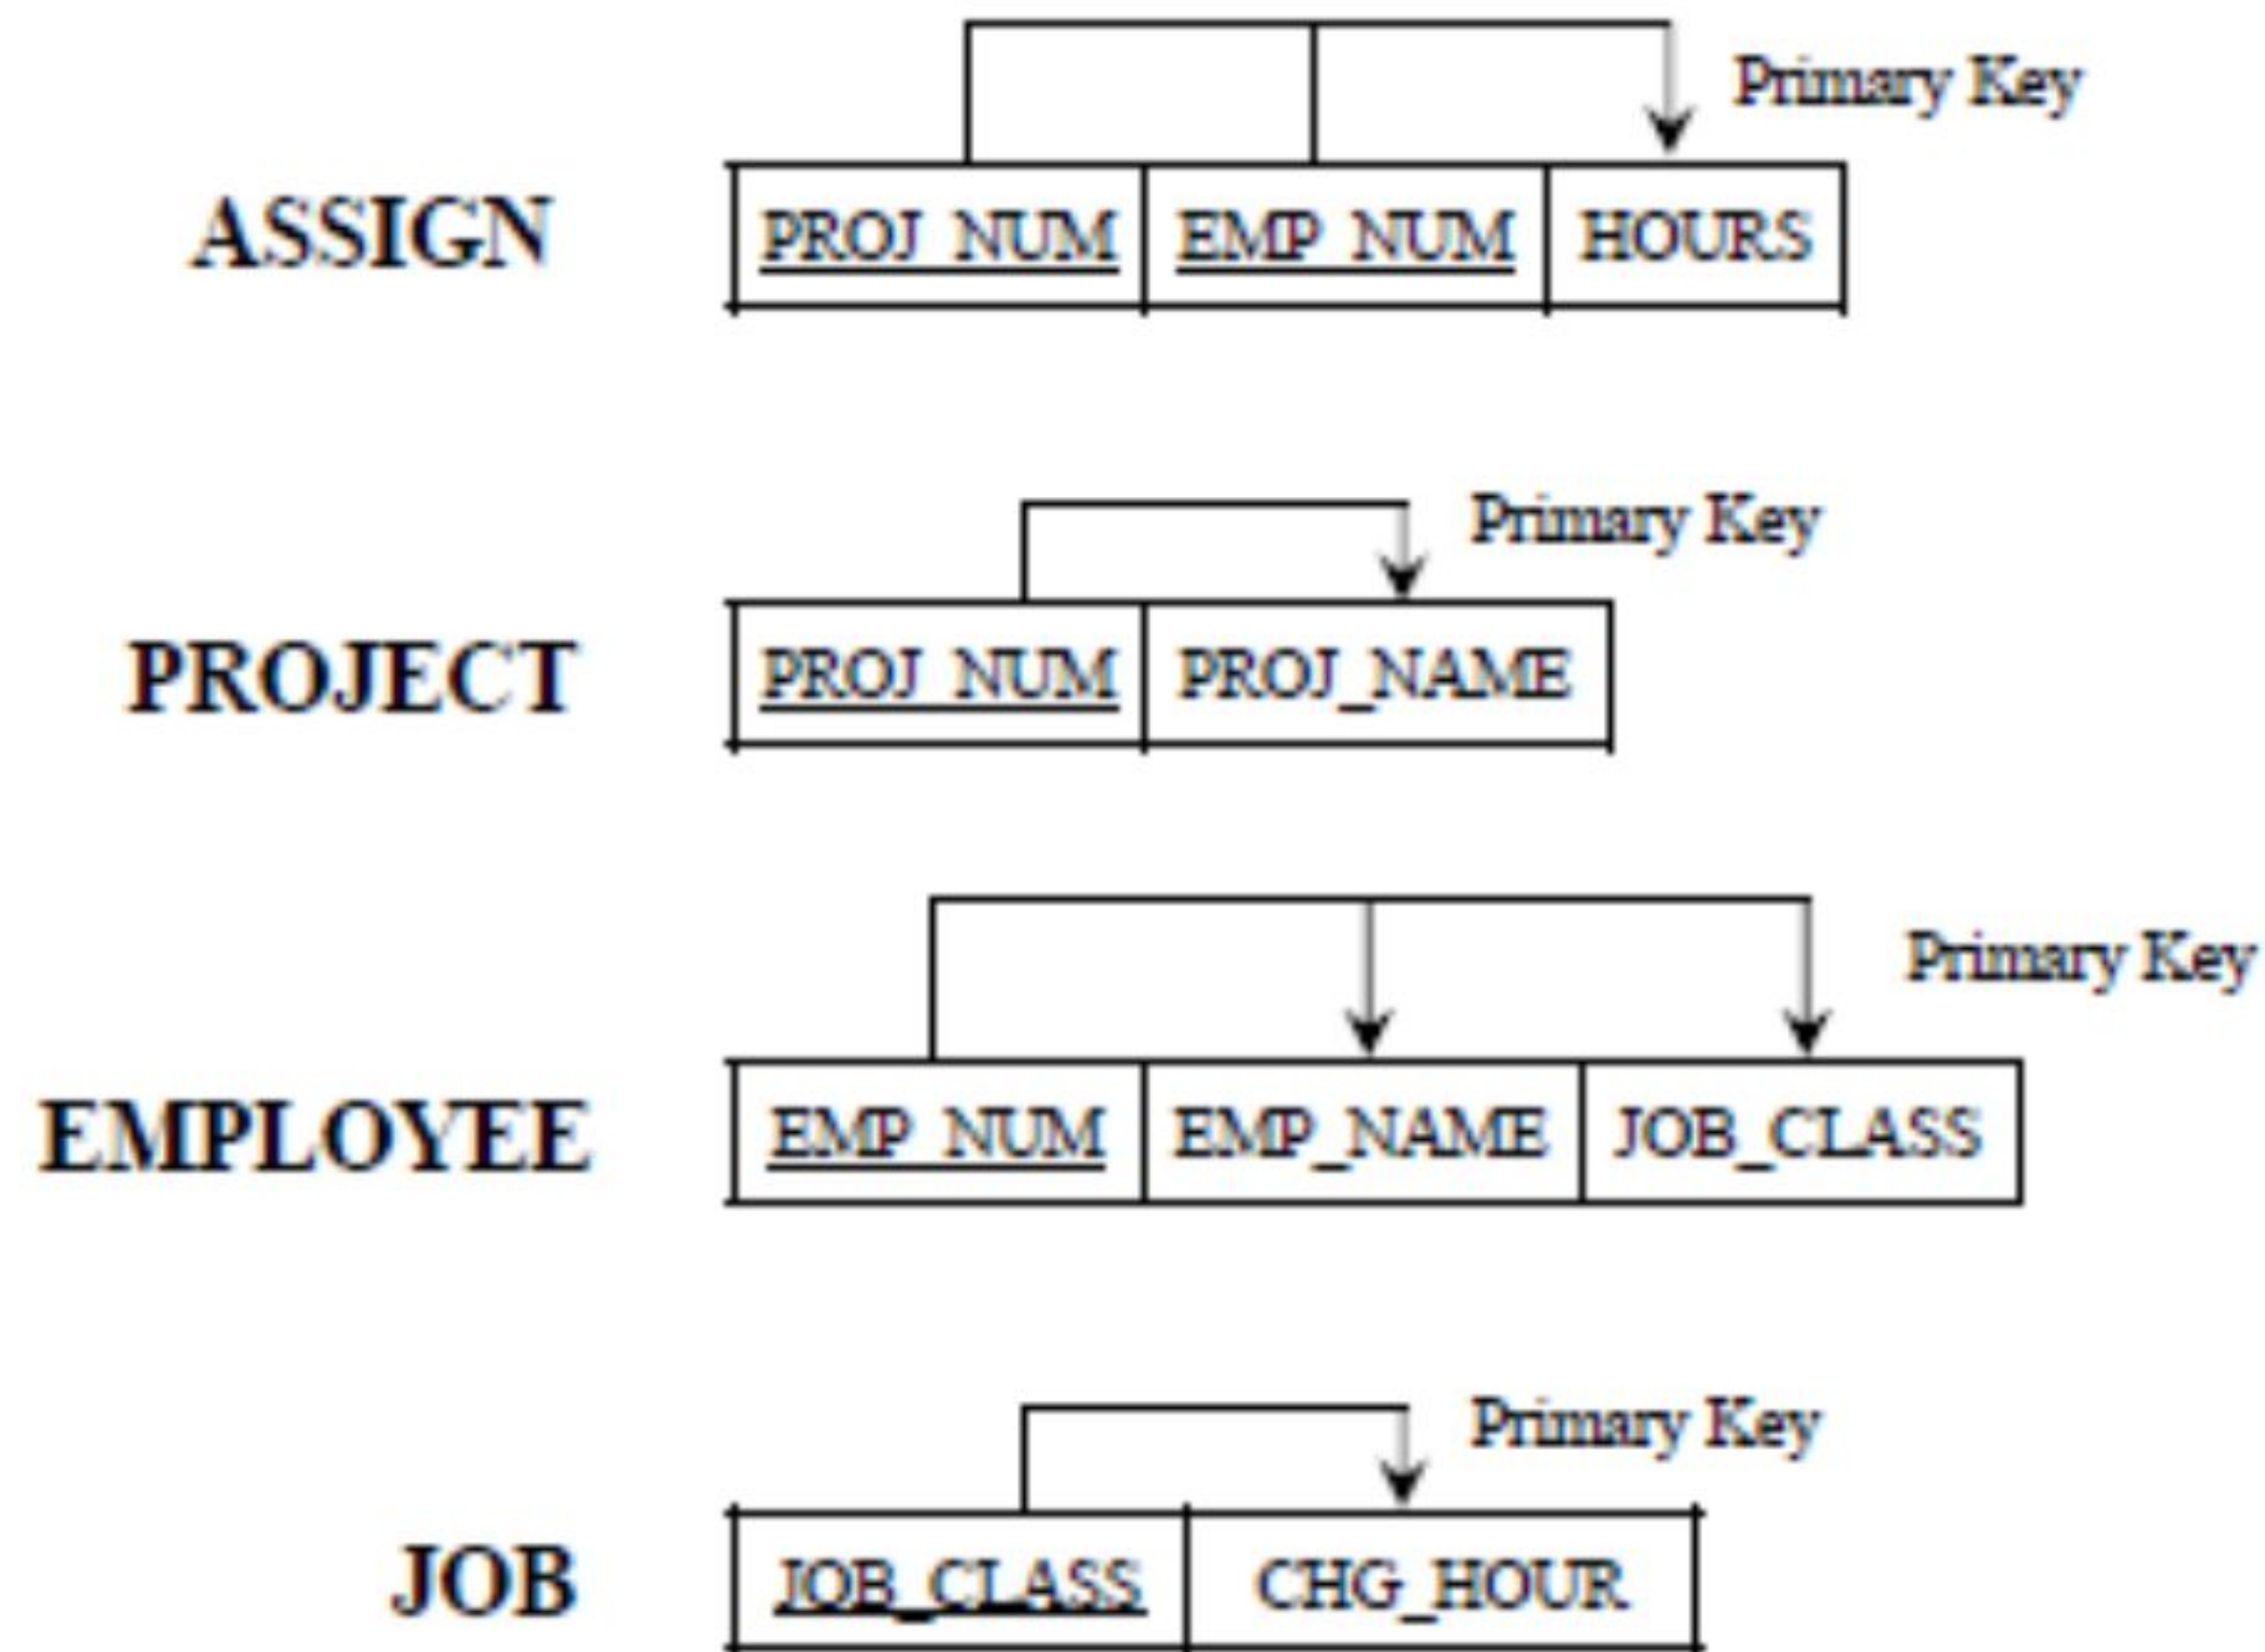 Primary Key
ASSIGN PROJ_NUM EMP_NUM HOURS
Primary Key
PROJECT PROJ_NUM PROJ_NAME
Primary Key
EMPLOYEE EMP_NUM EMP_NAME JOB_CLASS
Primary Key
JOB JOB_CLASS CHG_HOUR